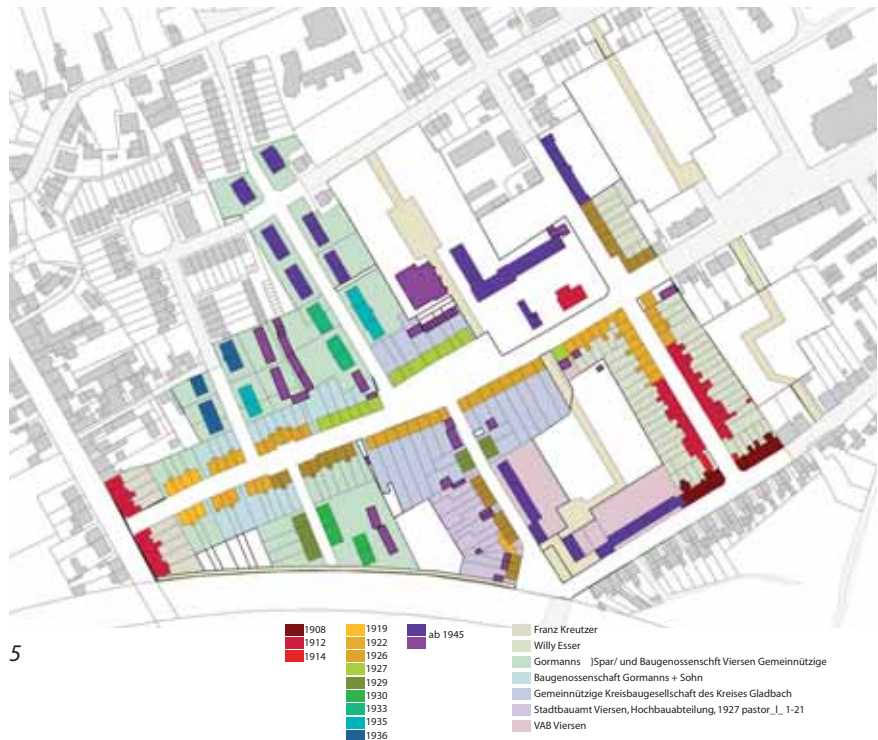 5
1908
1912
1914
1919
1922
1926
1927
1929
1930
1933
1935
1936
ab 1945
Franz Kreutzer
Willy Esser
Gormanns }Spar/ und Baugenossenschft Viersen Gemeinnützige
Baugenossenschaft Gormanns + Sohn
Gemeinnützige Kreisbaugesellschaft des Kreises Gladbach
Stadtbauamt Viersen, Hochbauabteilung, 1927 pastor_l_ 1-21
VAB Viersen